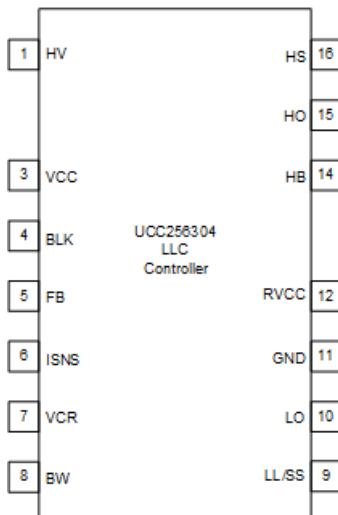 1 HV HS 16
HO 15
3 VCC HB 14
4 BLK
UCC256304
LLC
Controller
5 FB RVCC 12
6 ISNS GND 11
7 VCR LO 10
8 BW LL/SS 9